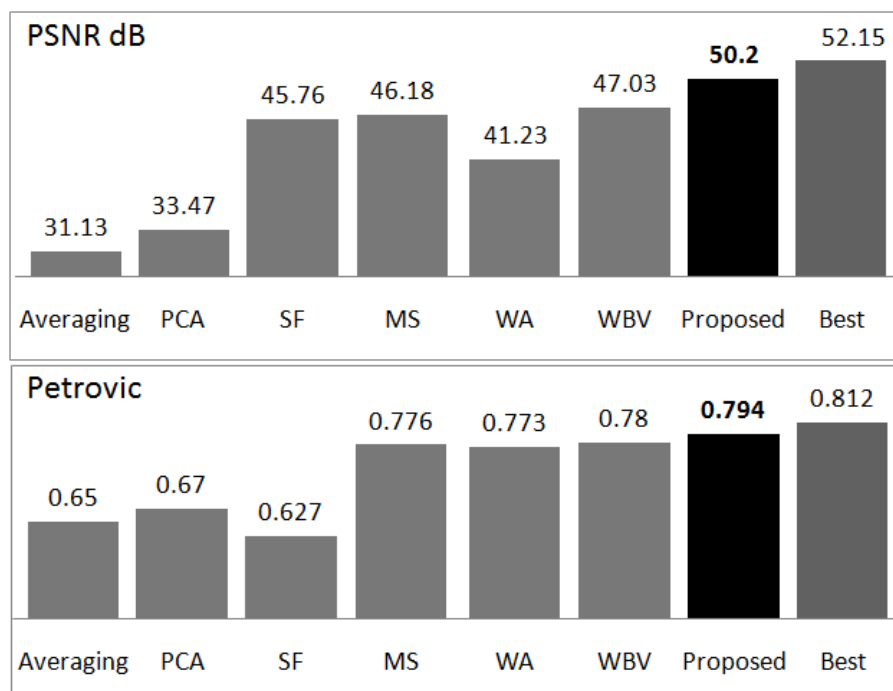 PSNR dB
31.13 33.47 45.76 46.18 41.23 47.03 50.2 52.15
Averaging PCA SF MS WA WBV Proposed Best
Petrovic
0.65 0.67 0.627 0.776 0.773 0.78 0.794 0.812
Averaging PCA SF MS WA WBV Proposed Best